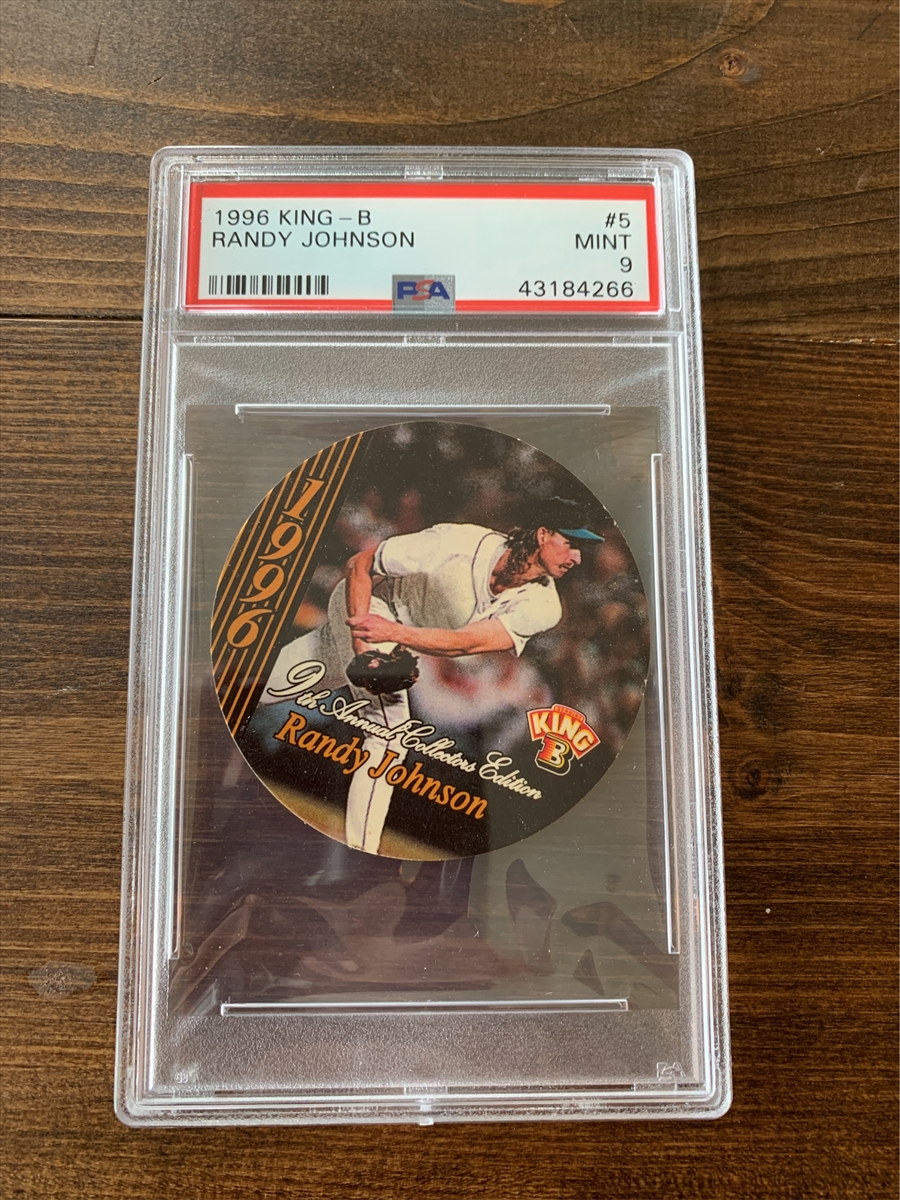 1996 KING-B
#5
RANDY JOHNSON
MINT
9
PSA
43184266
1996
9th Annual Collectors Edition
Randy Johnson
KING
B